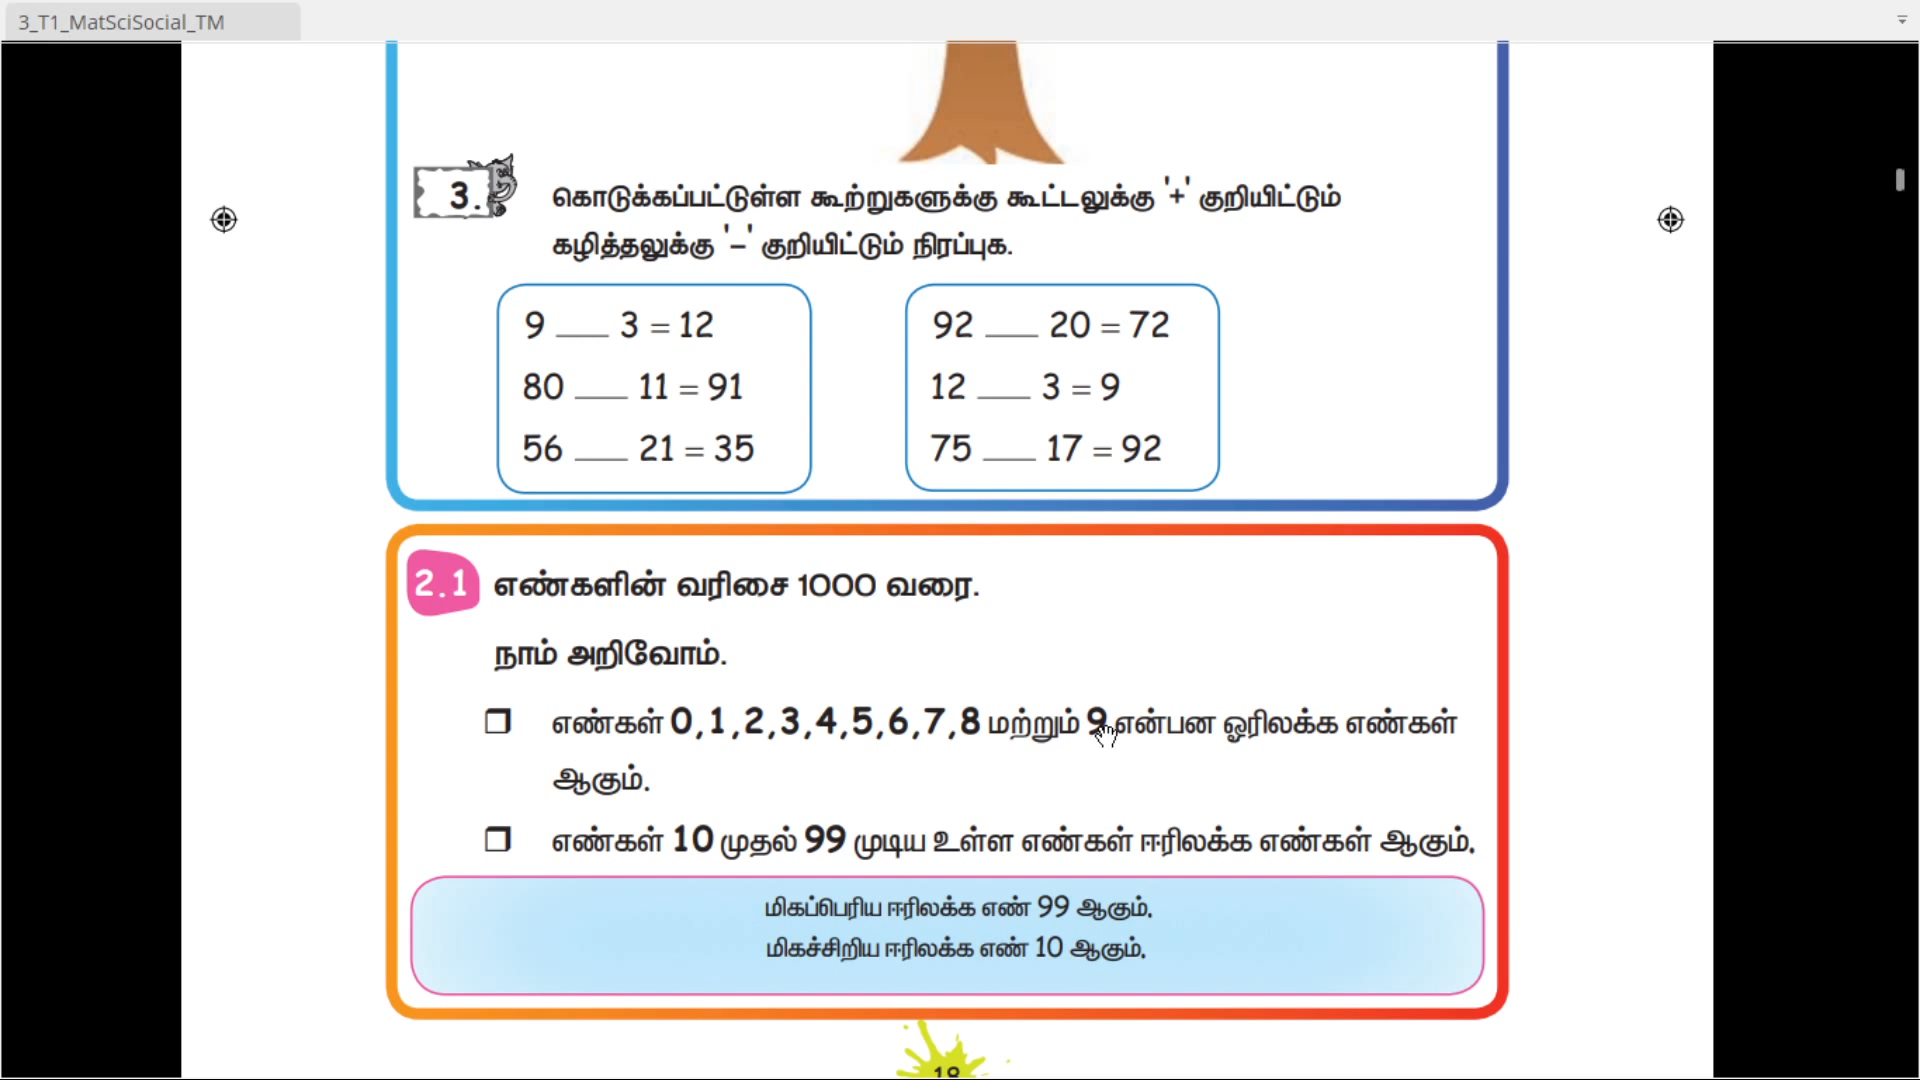 3_T1_MatSciSocial_TM
3. கொடுக்கப்பட்டுள்ள கூற்றுகளுக்கு கூட்டலுக்கு '+' குறியிட்டும்
கழித்தலுக்கு '–' குறியிட்டும் நிரப்புக.
9 ___ 3 = 12
80 ___ 11 = 91
56 ___ 21 = 35
92 ___ 20 = 72
12 ___ 3 = 9
75 ___ 17 = 92
2.1 எண்களின் வரிசை 1000 வரை.
நாம் அறிவோம்.
❒ எண்கள் 0,1,2,3,4,5,6,7,8 மற்றும் 9 என்பன ஓரிலக்க எண்கள்
ஆகும்.
❒ எண்கள் 10 முதல் 99 முடிய உள்ள எண்கள் ஈரிலக்க எண்கள் ஆகும்.
மிகப்பெரிய ஈரிலக்க எண் 99 ஆகும்.
மிகச்சிறிய ஈரிலக்க எண் 10 ஆகும்.
18